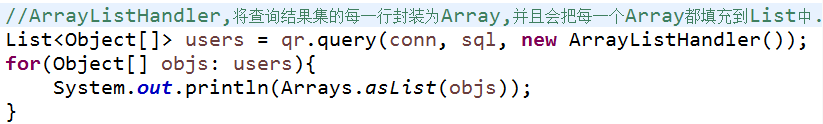 //ArrayListHandler,将查询结果集的每一行封装为Array,并且会把每一个Array都填充到List中.
List<Object[]> users = qr.query(conn, sql, new ArrayListHandler());
for(Object[] objs: users){
    System.out.println(Arrays.asList(objs));
}